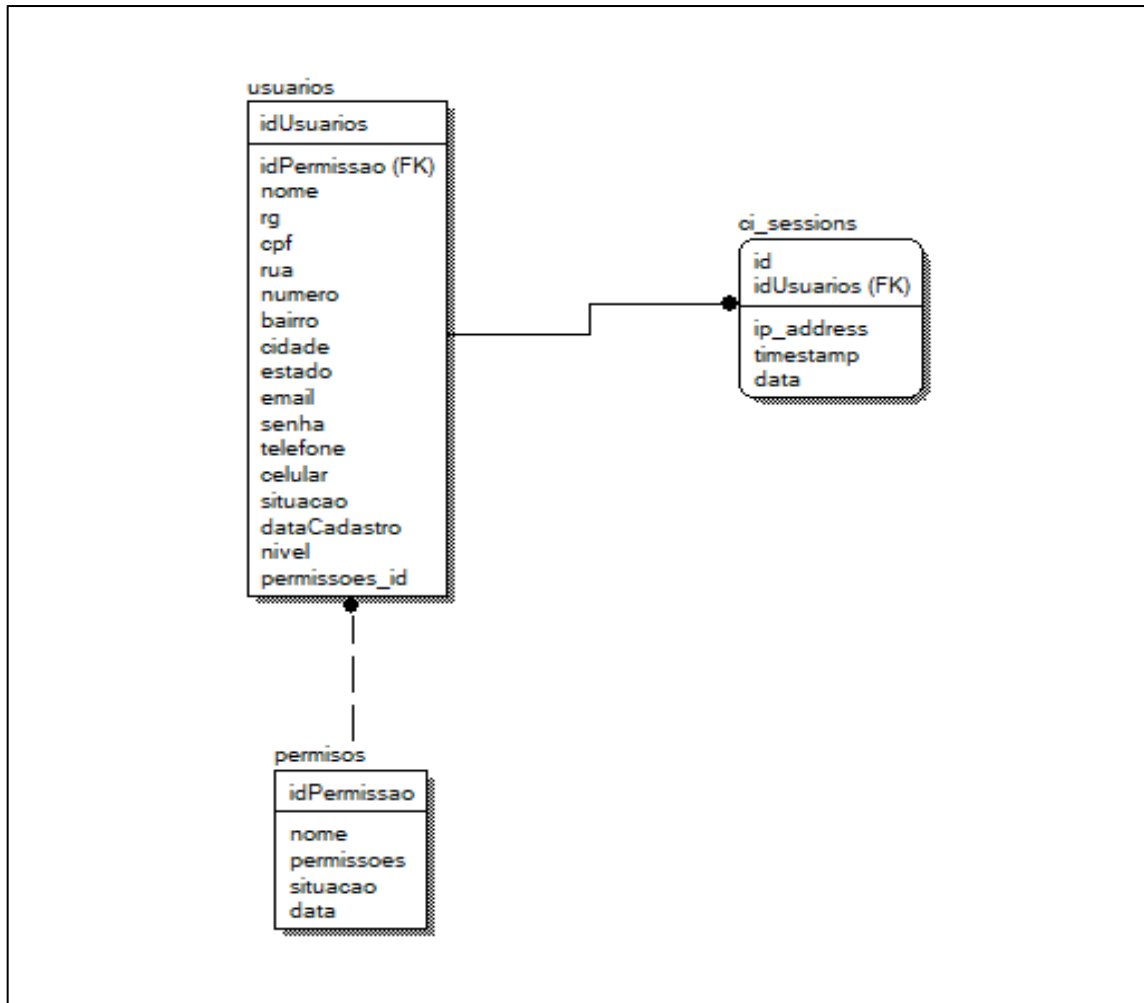 usuarios
idUsuarios
idPermissao (FK)
nome
rg
cpf
rua
numero
bairro
cidade
estado
email
senha
telefone
celular
situacao
dataCadastro
nivel
permissoes_id
ci_sessions
id
idUsuarios (FK)
ip_address
timestamp
data
permisos
idPermissao
nome
permissoes
situacao
data